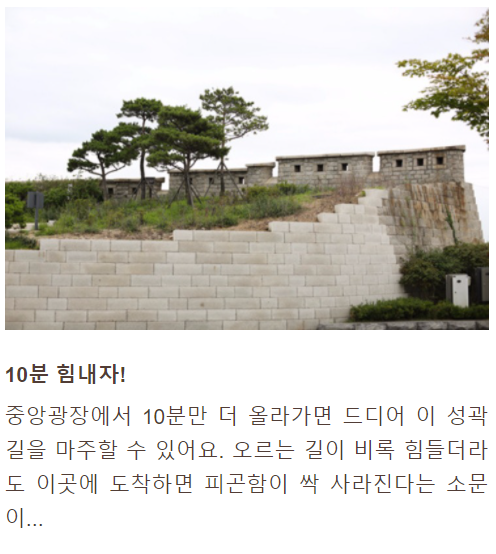 10분 힘내자!
중앙광장에서 10분만 더 올라가면 드디어 이 성곽
길을 마주할 수 있어요. 오르는 길이 비록 힘들더라
도 이곳에 도착하면 피곤함이 싹 사라진다는 소문
이...